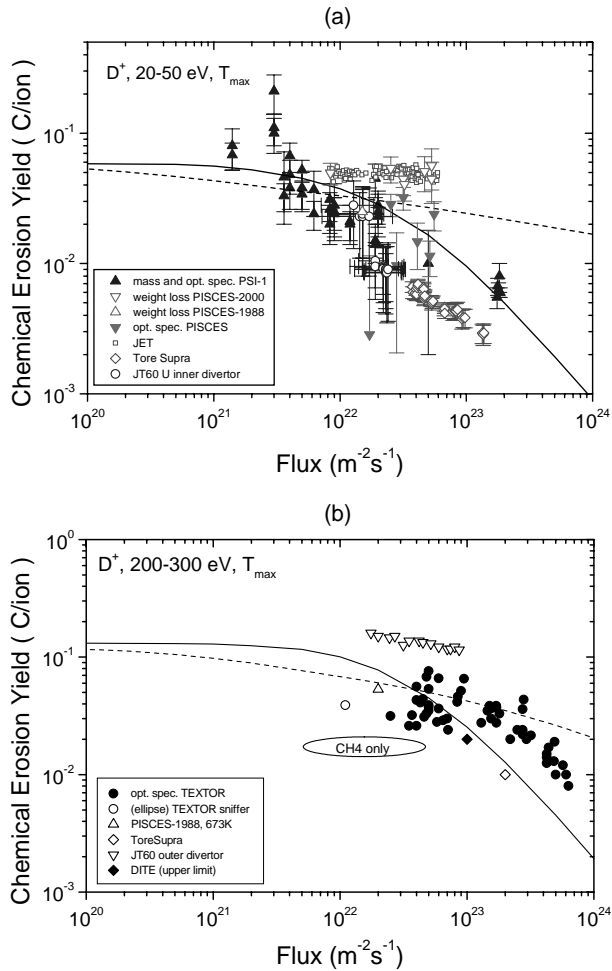 (a)
D+, 20-50 eV, Tmax
Chemical Erosion Yield ( C/ion )
10-1
10-2
10-3
mass and opt. spec. PSI-1
weight loss PISCES-2000
weight loss PISCES-1988
opt. spec. PISCES
JET
Tore Supra
JT60 U inner divertor
1020 1021 1022 1023 1024
Flux (m-2s-1)
(b)
D+, 200-300 eV, Tmax
Chemical Erosion Yield ( C/ion )
100
10-1
10-2
10-3
CH4 only
opt. spec. TEXTOR
(ellipse) TEXTOR sniffer
PISCES-1988, 673K
ToreSupra
JT60 outer divertor
DITE (upper limit)
1020 1021 1022 1023 1024
Flux (m-2s-1)